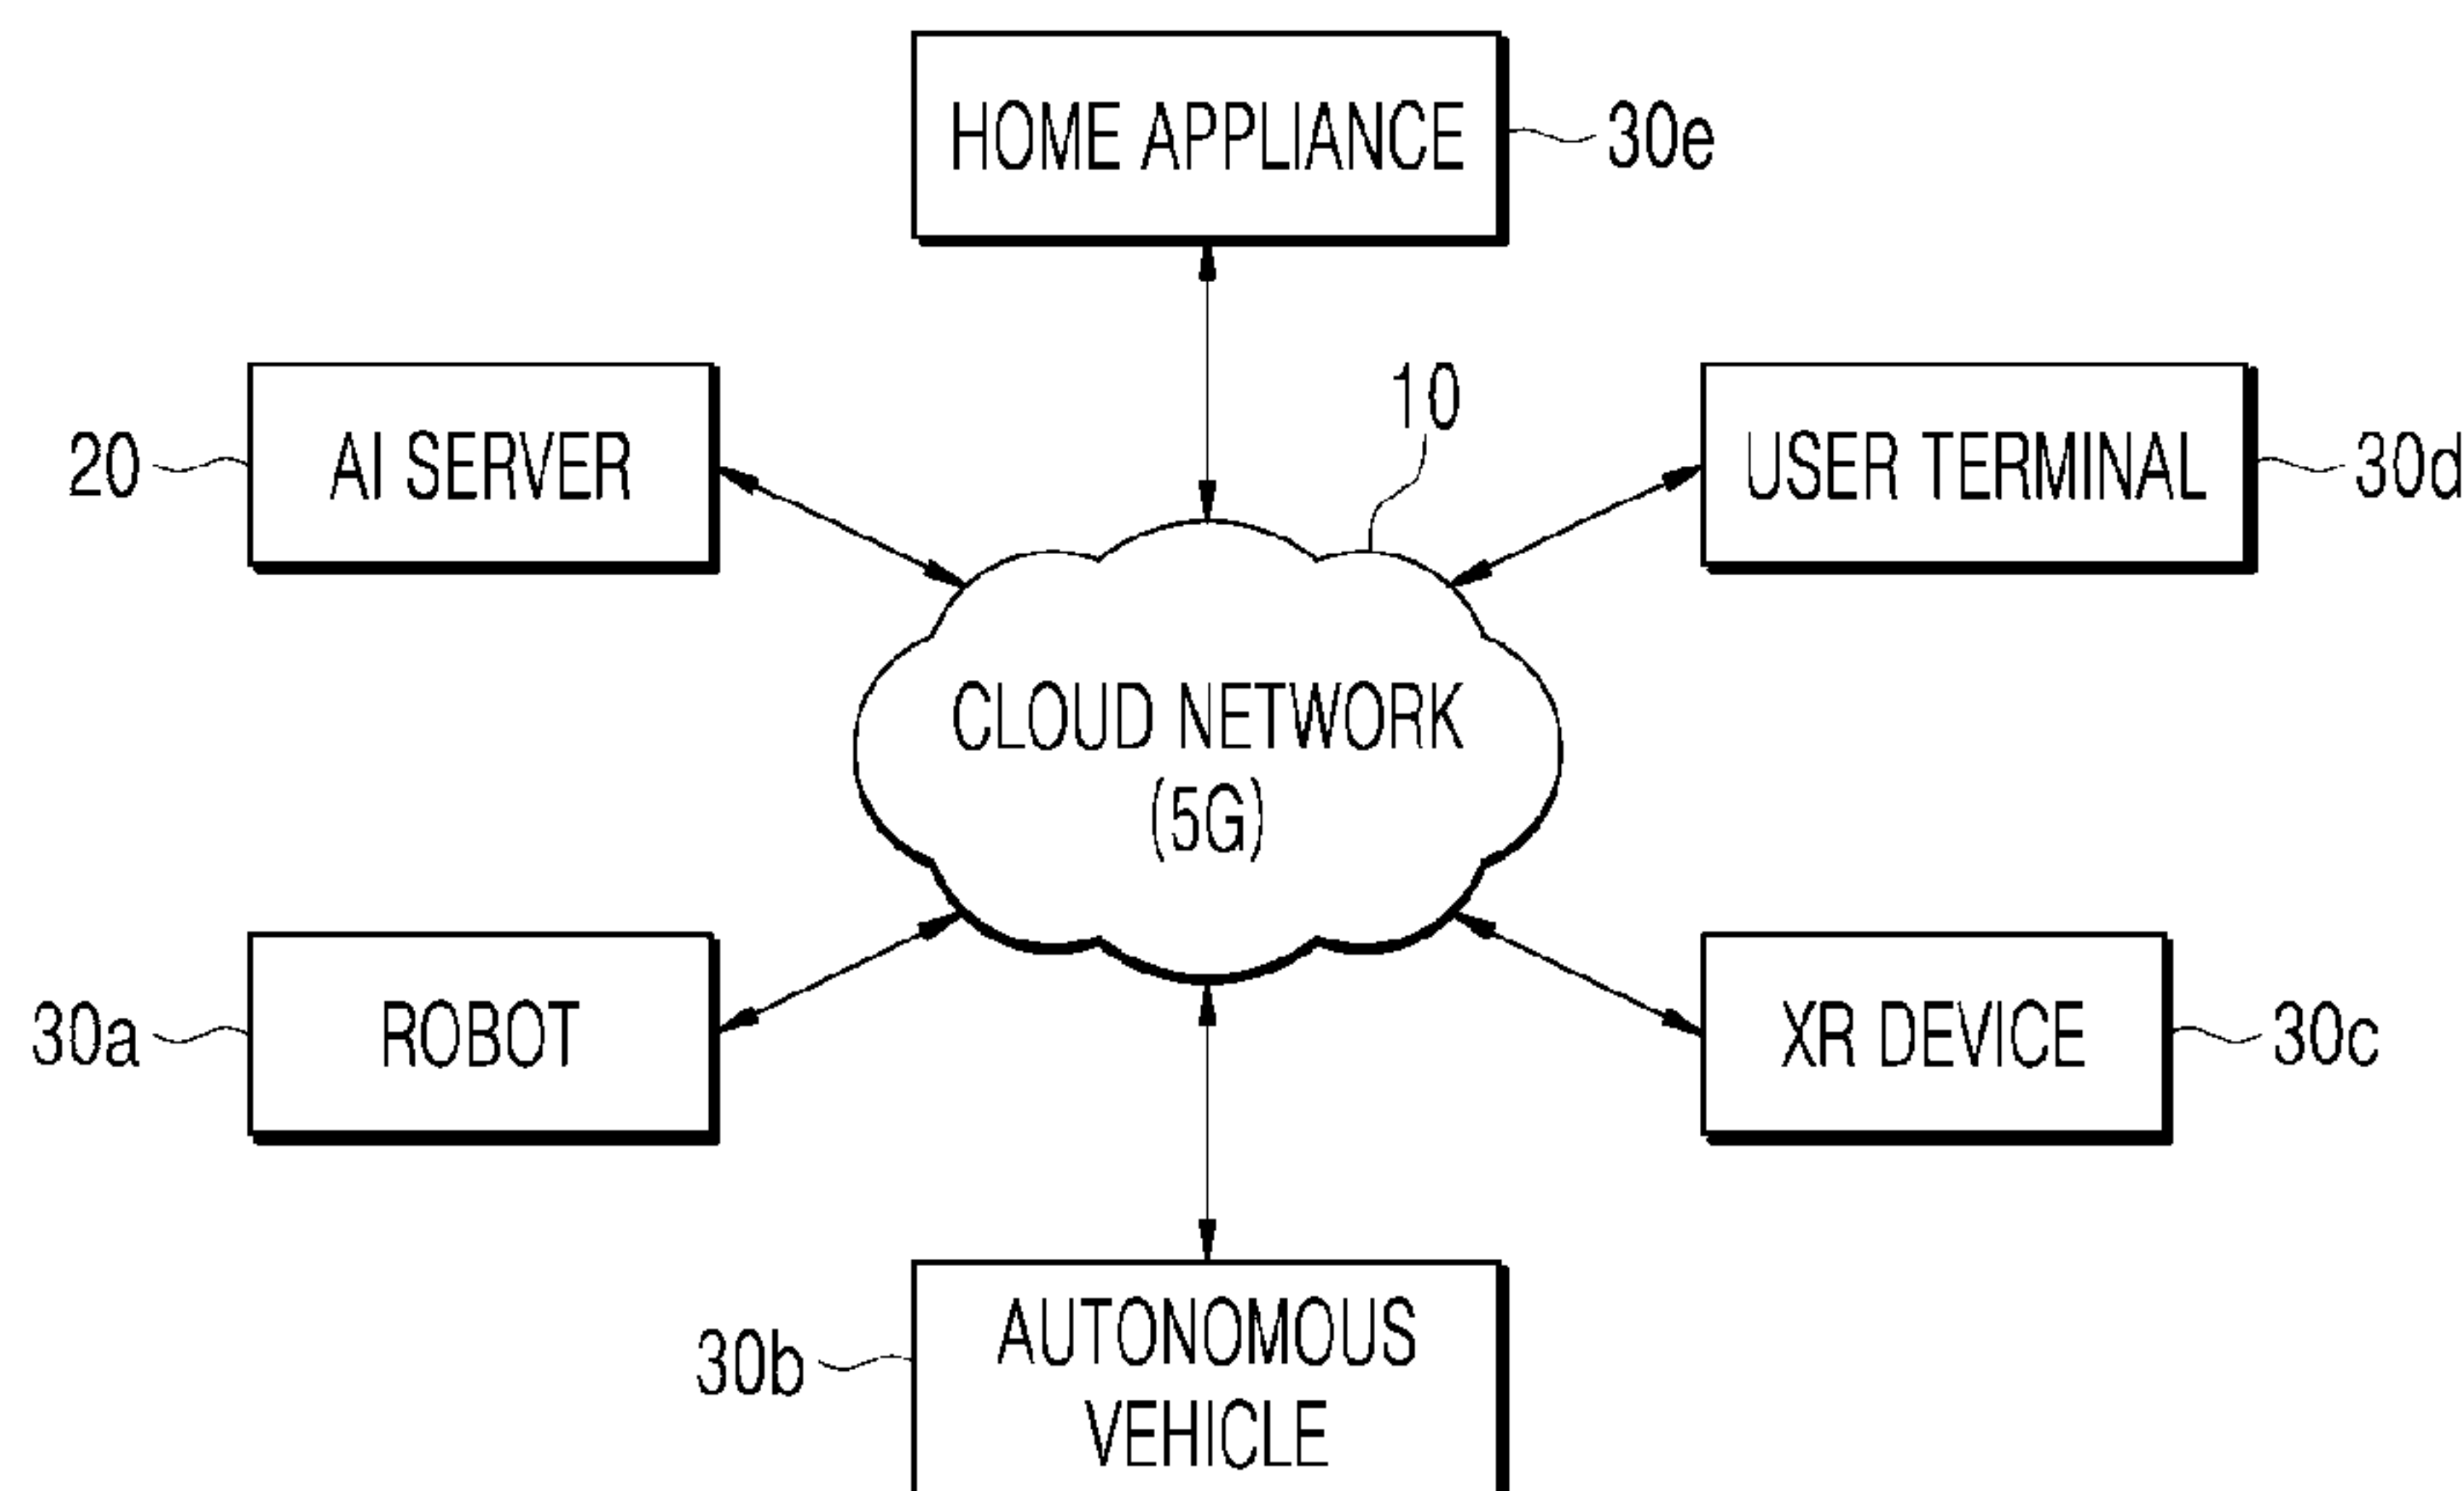 HOME APPLIANCE 30e
10
20 AI SERVER
USER TERMINAL 30d
CLOUD NETWORK
(5G)
30a ROBOT
XR DEVICE 30c
30b AUTONOMOUS
VEHICLE